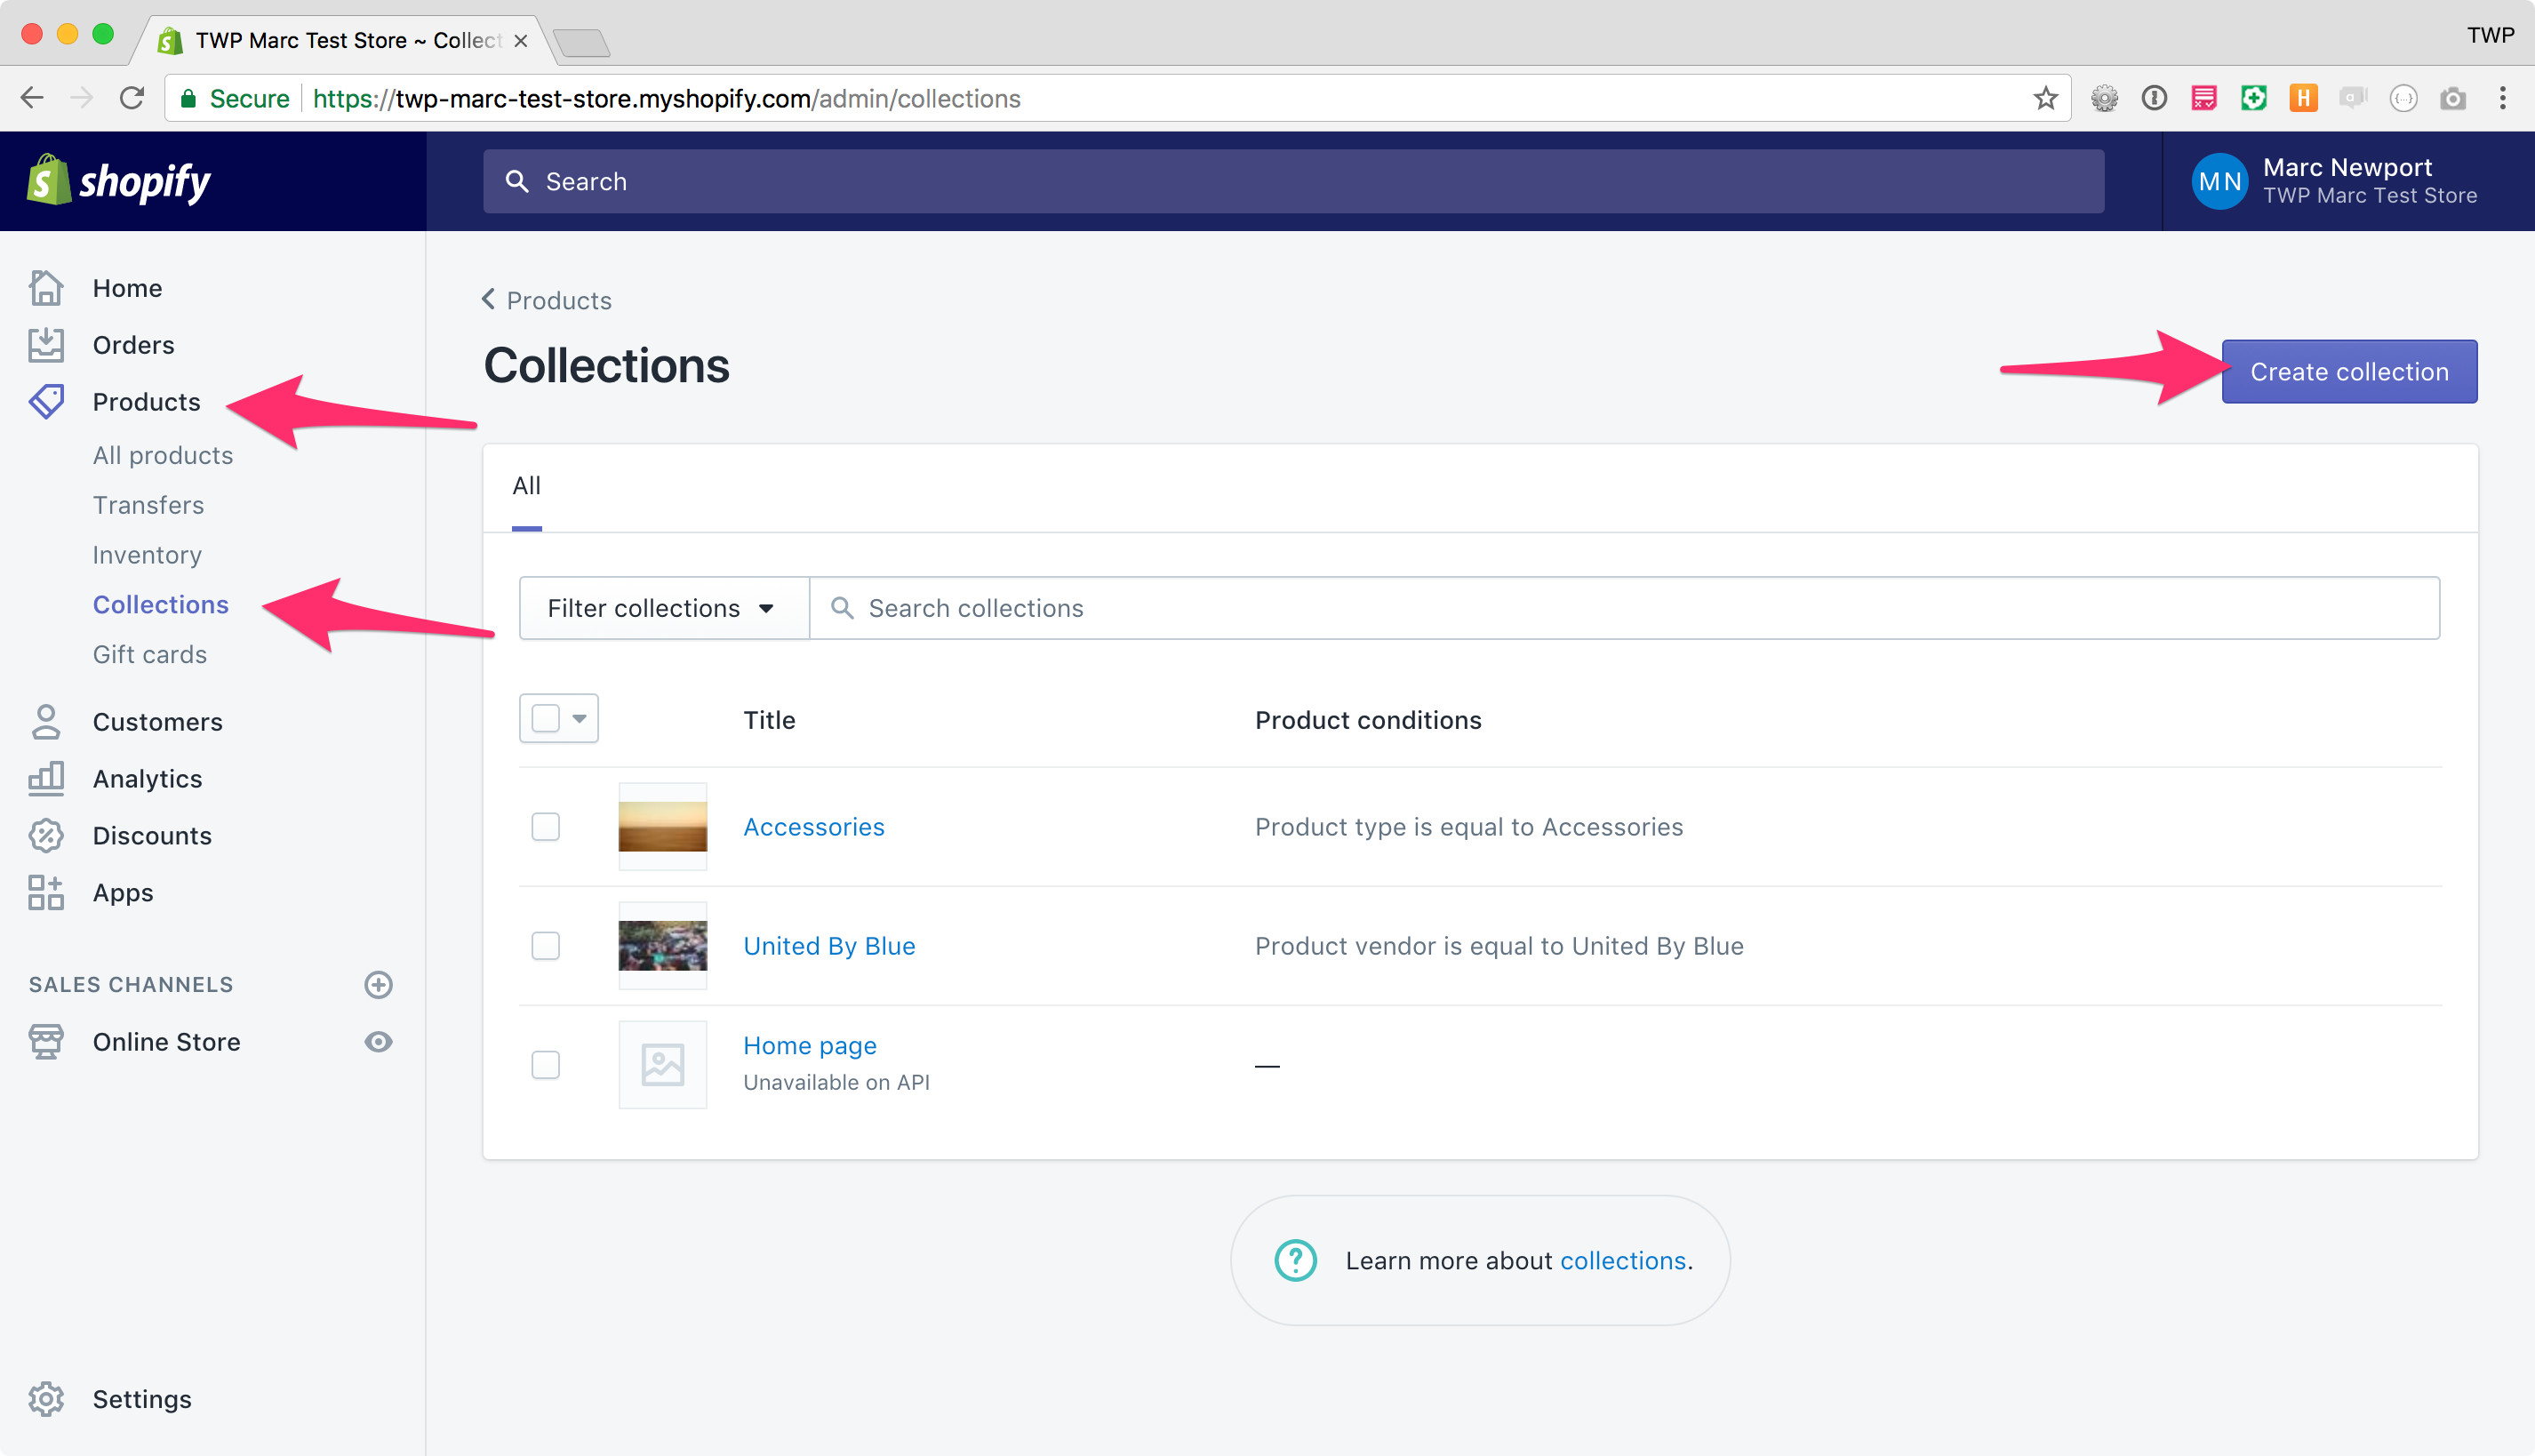 TWP Marc Test Store ~ Collect
TWP
Secure
https://twp-marc-test-store.myshopify.com/admin/collections
shopify
Search
MN
Marc Newport
TWP Marc Test Store
Home
Orders
Products
All products
Transfers
Inventory
Collections
Gift cards
Customers
Analytics
Discounts
Apps
SALES CHANNELS
Online Store
Settings
Products
Collections
Create collection
All
Filter collections
Search collections
Title
Product conditions
Accessories
Product type is equal to Accessories
United By Blue
Product vendor is equal to United By Blue
Home page
Unavailable on API
—
Learn more about collections.